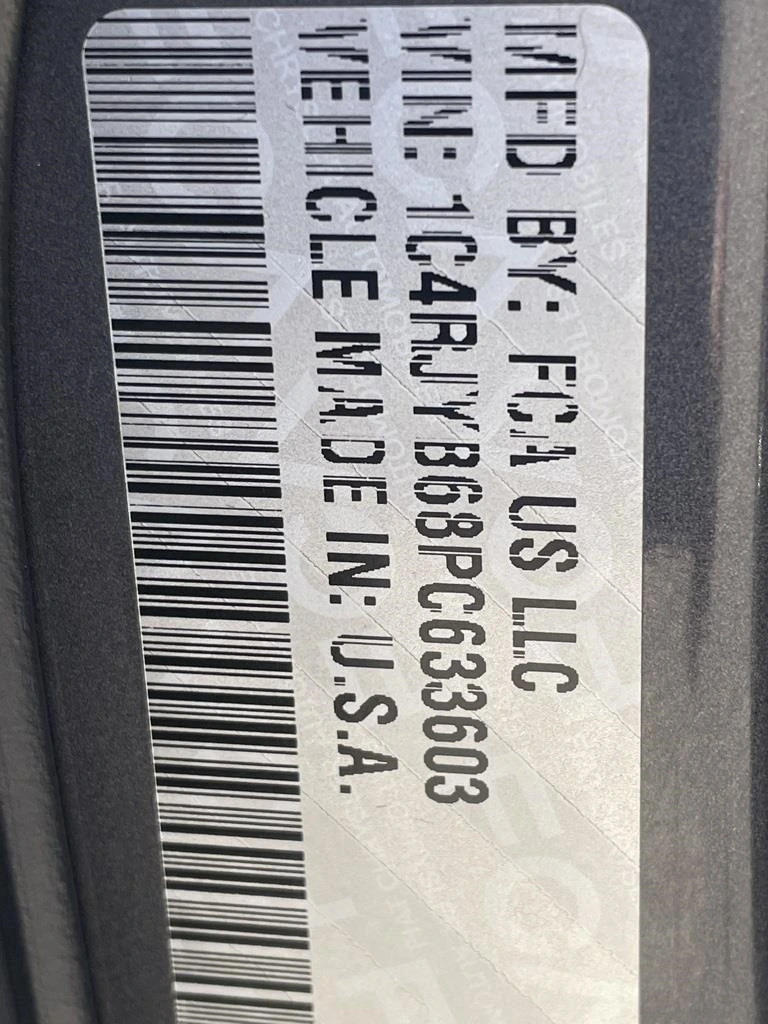 MFD BY: FCA US LLC
VIN: 1C4RJYB68PC633603
VEHICLE MADE IN: U.S.A.